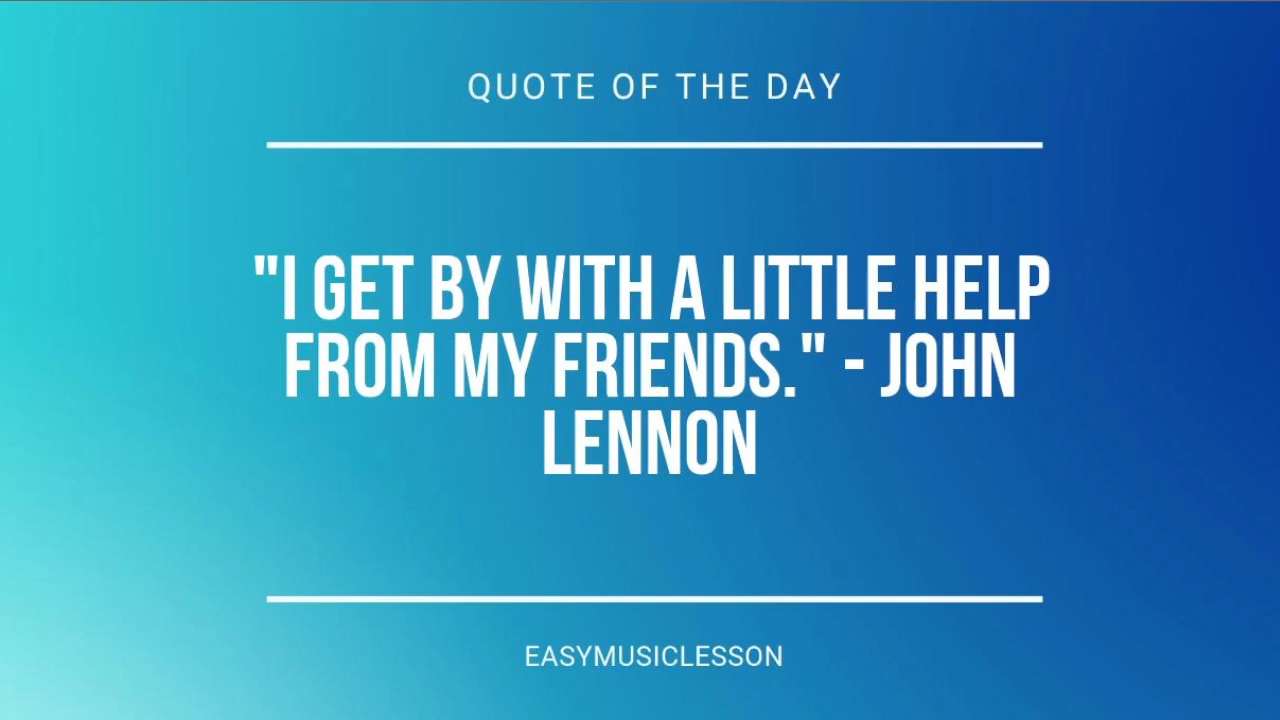 QUOTE OF THE DAY
"I GET BY WITH A LITTLE HELP
FROM MY FRIENDS." - JOHN
LENNON
EASYMUSICLESSON